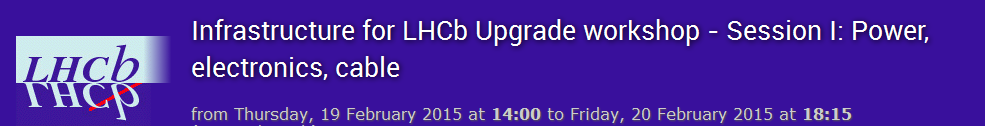 Infrastructure for LHCb Upgrade workshop - Session I: Power,
electronics, cable
LHCb
LHCp
from Thursday, 19 February 2015 at 14:00 to Friday, 20 February 2015 at 18:15